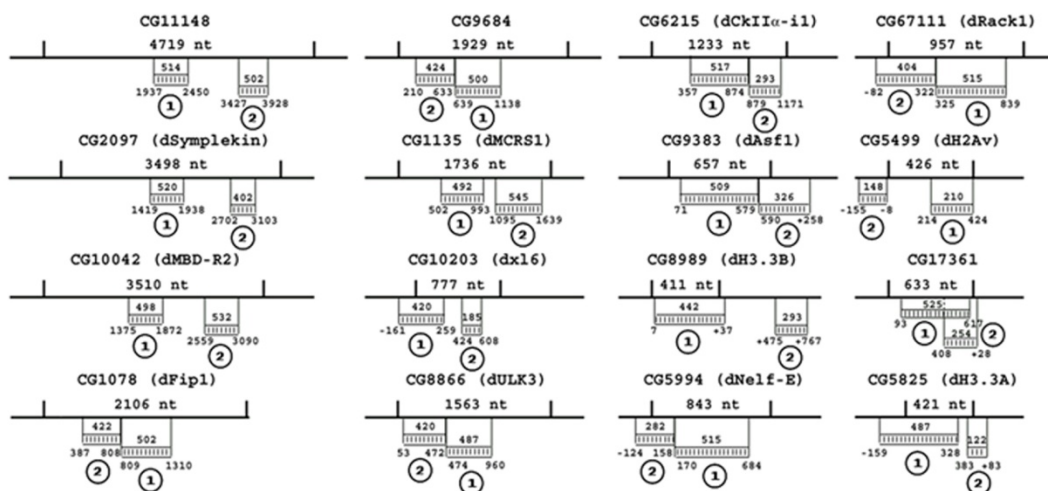 CG11148 CG9684 CG6215 (dCkIIα-i1) CG67111 (dRack1)
4719 nt 1929 nt 1233 nt 957 nt
514 502 424 500 517 293 404 515
1937 2450 3427 3928 210 633 639 1138 357 874 879 1171 -82 322 325 839
1 2 2 1 1 2 2 1
CG2097 (dSymplekin) CG1135 (dMCRS1) CG9383 (dAsf1) CG5499 (dH2Av)
3498 nt 1736 nt 657 nt 426 nt
520 402 492 545 509 326 148 210
1419 1938 2702 3103 502 993 1095 1639 71 579 590 +258 -155 -8 214 424
1 2 1 2 1 2 2 1
CG10042 (dMBD-R2) CG10203 (dxl6) CG8989 (dH3.3B) CG17361
3510 nt 777 nt 411 nt 633 nt
498 532 420 185 442 293 525 254
1375 1872 2559 3090 -161 259 424 608 7 +37 +475 +767 93 617 408 +28
1 2 1 2 1 2 1 2
CG1078 (dFip1) CG8866 (dULK3) CG5994 (dNelf-E) CG5825 (dH3.3A)
2106 nt 1563 nt 843 nt 421 nt
422 502 420 487 282 515 487 122
387 808 809 1310 53 472 474 960 -124 158 170 684 -159 328 383 +83
2 1 2 1 2 1 1 2